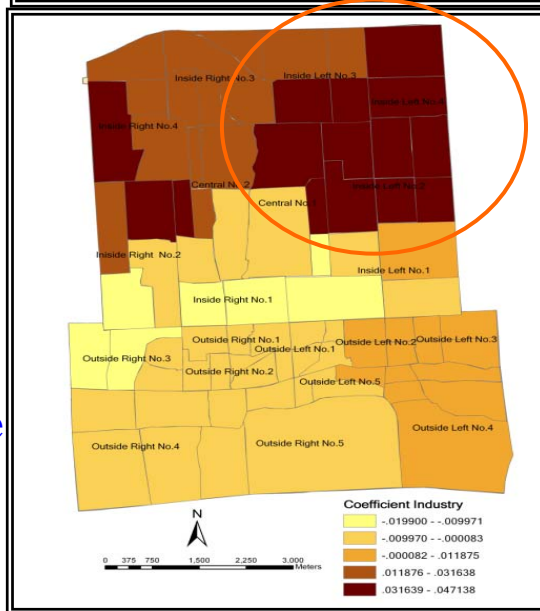 Inside Right No.3
Inside Left No.3
Inside Left No.4
Inside Right No.4
Central No.2
Inside Left No.2
Central No.1
Iniside Right No.2
Inside Left No.1
Inside Right No.1
Outside Right No.1
Outside Left No.2
Outside Left No.3
Outside Left No.1
Outside Right No.3
Outside Right No.2
Outside Left No.5
Outside Left No.4
Outside Right No.4
Outside Right No.5
Coefficient Industry
-.019900 - -.009971
-.009970 - -.000083
-.000082 - .011875
.011876 - .031638
.031639 - .047138
N
0 375 750 1,500 2,250 3,000
Meters